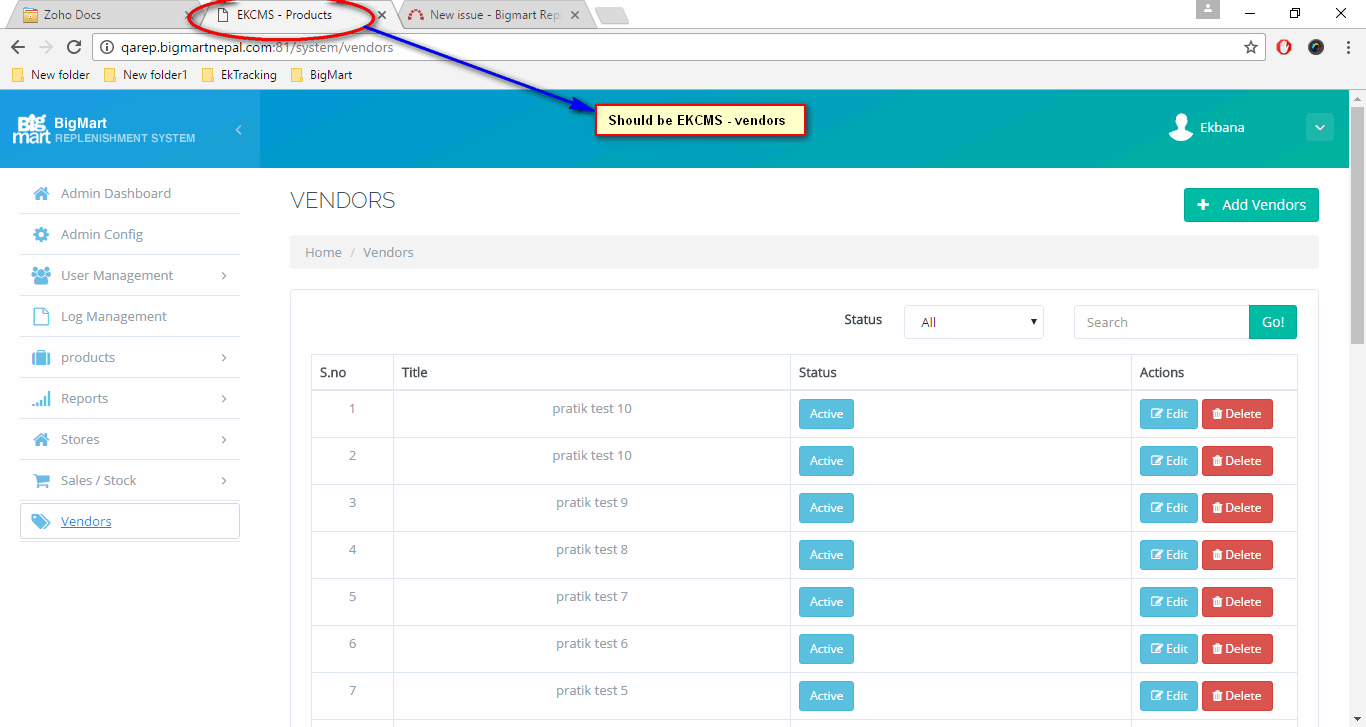 Zoho Docs
EKCMS - Products
New issue - Bigmart Rep
qarep.bigmartnepal.com:81/system/vendors
New folder
New folder1
EkTracking
BigMart
Should be EKCMS - vendors
Big mart
BigMart
REPLENISHMENT SYSTEM
Ekbana
Admin Dashboard
Admin Config
User Management
Log Management
products
Reports
Stores
Sales / Stock
Vendors
VENDORS
Add Vendors
Home / Vendors
Status All Search Go!
S.no Title Status Actions
1 pratik test 10 Active Edit Delete
2 pratik test 10 Active Edit Delete
3 pratik test 9 Active Edit Delete
4 pratik test 8 Active Edit Delete
5 pratik test 7 Active Edit Delete
6 pratik test 6 Active Edit Delete
7 pratik test 5 Active Edit Delete